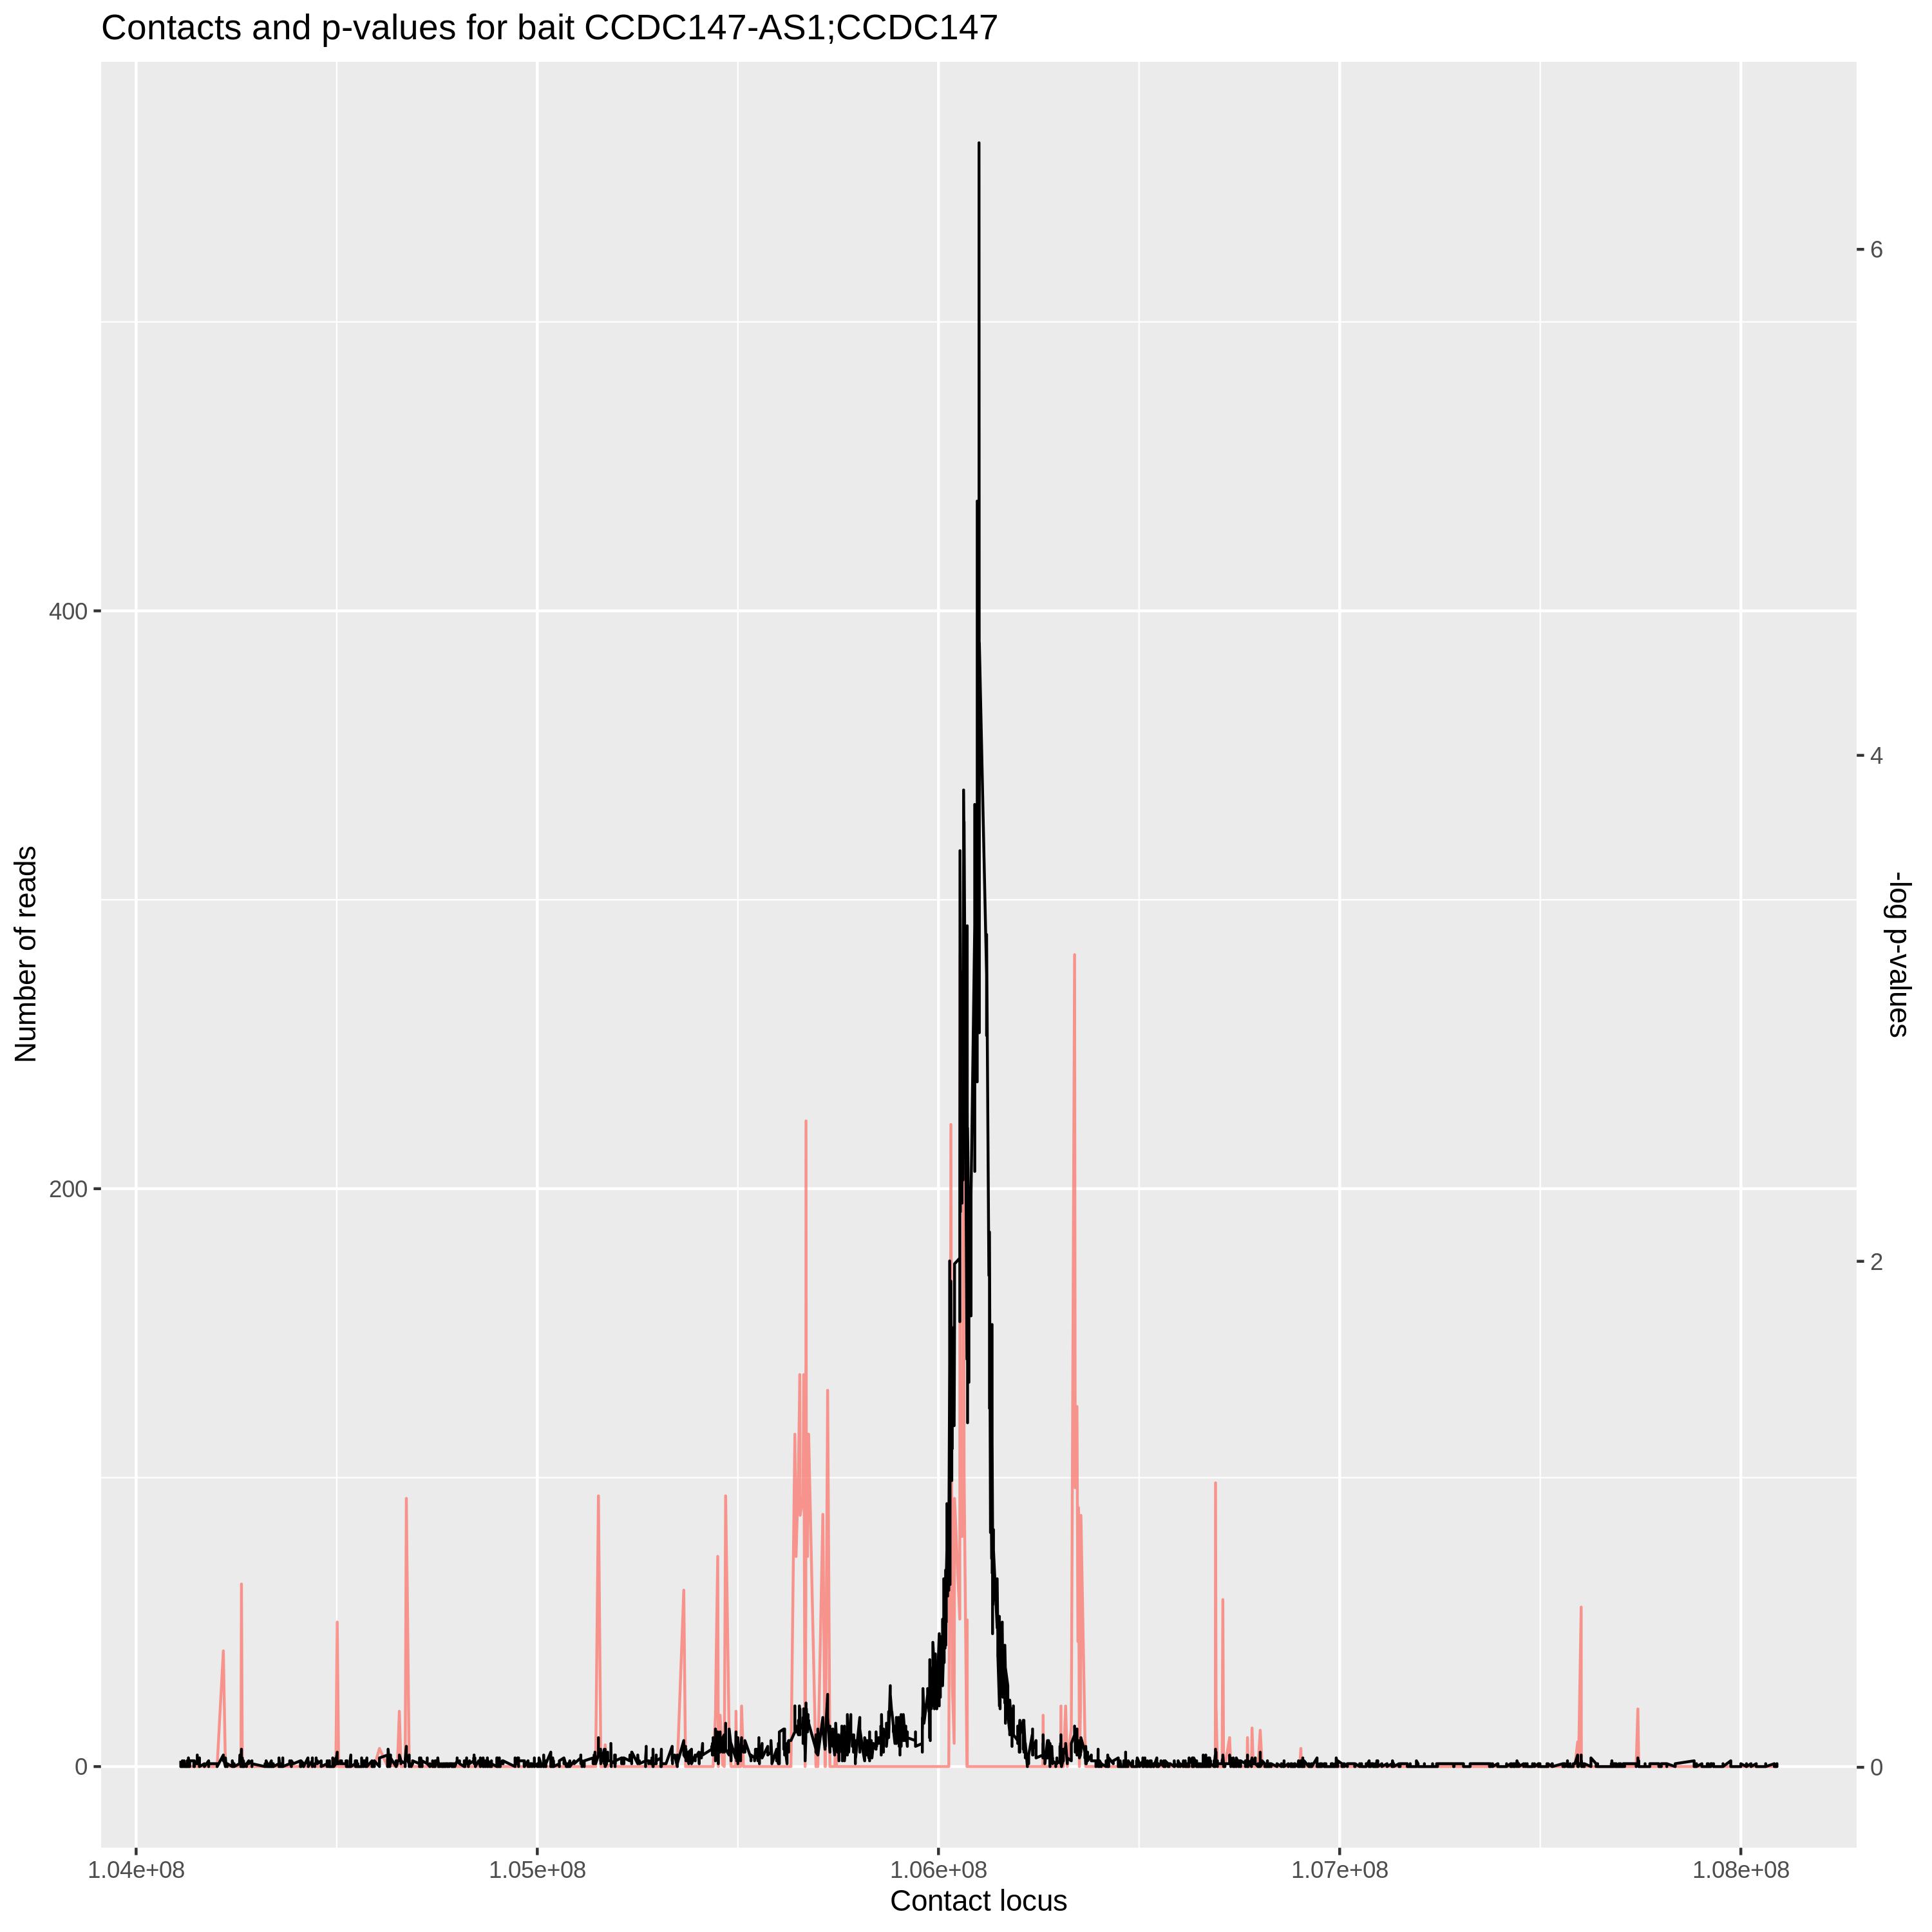 Contacts and p-values for bait CCDC147-AS1;CCDC147
Number of reads
400
200
0
6
4
2
0
-log p-values
1.04e+08
1.05e+08
1.06e+08
1.07e+08
1.08e+08
Contact locus